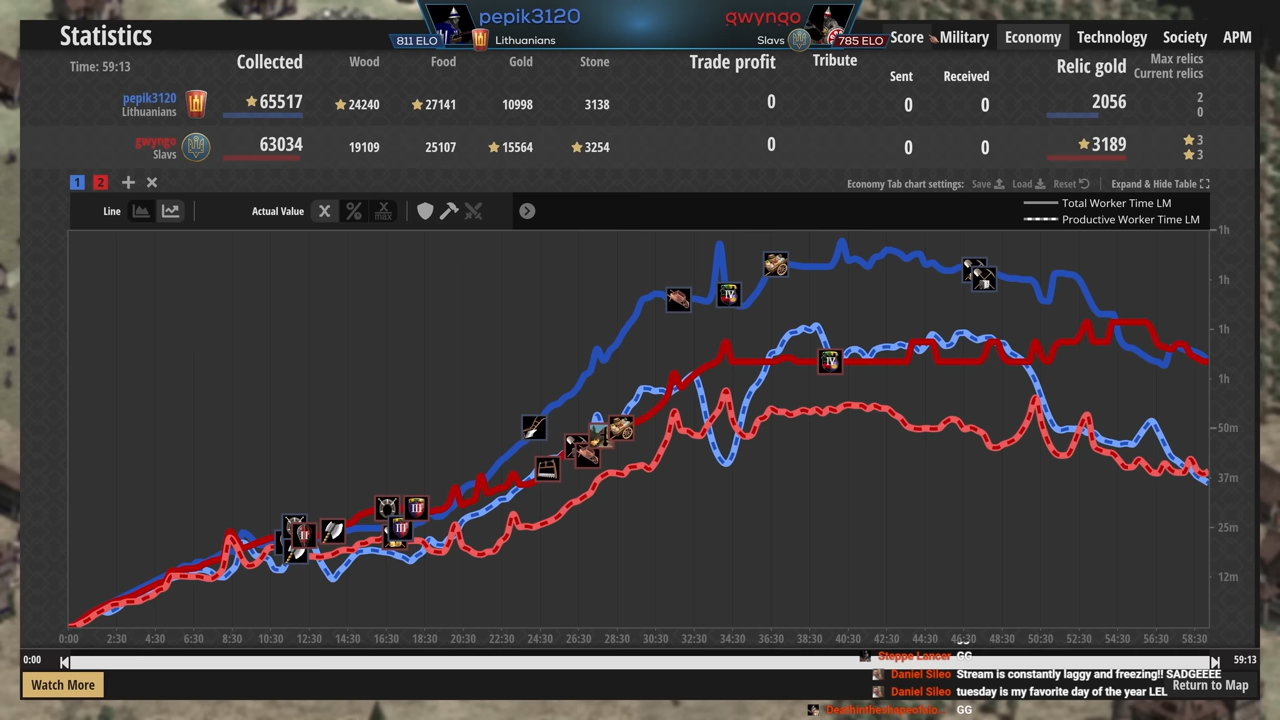 pepik3120
gwyngo
811 ELO
Lithuanians
Slavs
785 ELO
Statistics
Score
Military
Economy
Technology
Society
APM
Time: 59:13
Collected
Wood
Food
Gold
Stone
Trade profit
Tribute
Sent
Received
Relic gold
Max relics
Current relics
pepik3120
Lithuanians
65517
24240
27141
10998
3138
0
0
0
2056
2
0
gwyngo
Slavs
63034
19109
25107
15564
3254
0
0
0
3189
3
3
1 2
Economy Tab chart settings:
Save
Load
Reset
Expand & Hide Table
Line
Actual Value
X
%
X max
Total Worker Time LM
Productive Worker Time LM
1h
1h
1h
1h
50m
37m
25m
12m
IV
IV
III
III
II
0:00 2:30 4:30 6:30 8:30 10:30 12:30 14:30 16:30 18:30 20:30 22:30 24:30 26:30 28:30 30:30 32:30 34:30 36:30 38:30 40:30 42:30 44:30 46:30 48:30 50:30 52:30 54:30 56:30 58:30
0:00
59:13
Steppe Lancer GG
Daniel Sileo Stream is constantly laggy and freezing!! SADGEEEE
Watch More
Return to Map
Daniel Sileo tuesday is my favorite day of the year LEL
GG